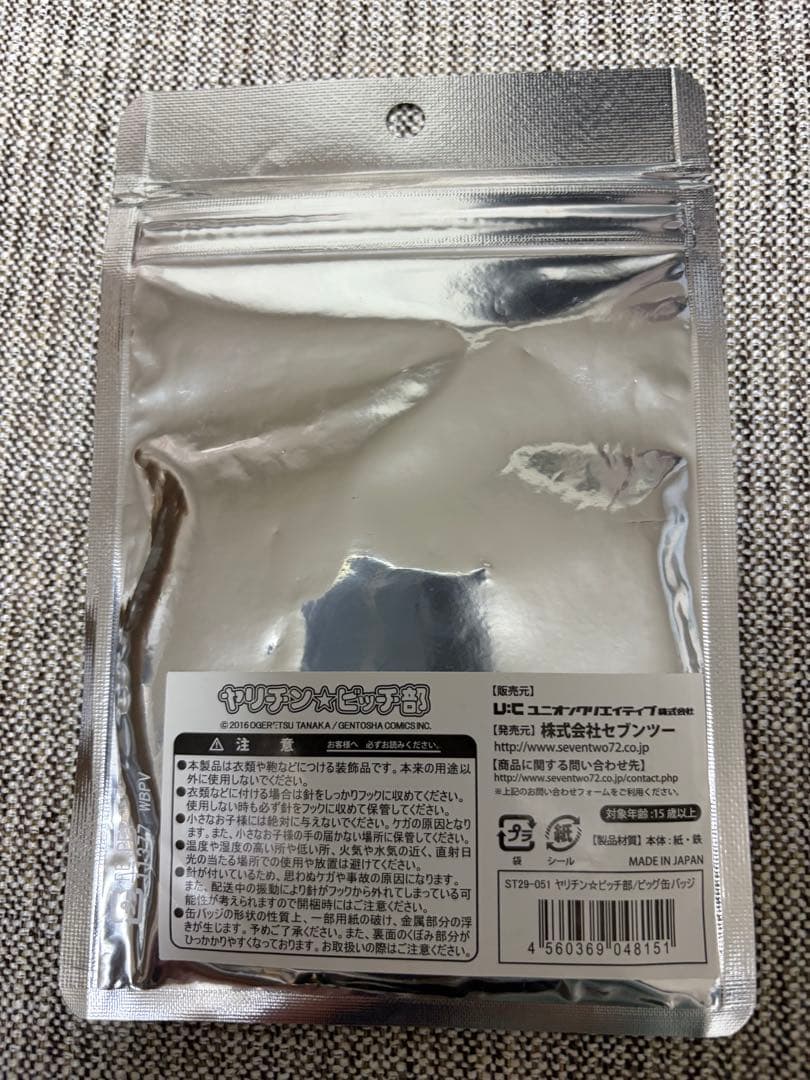 ヤリチン☆ビッチ部
©2016 OGERETSU TANAKA / GENTOSHA COMICS INC.
注 意 お客様へ 必ずお読みください。
●本製品は衣類や鞄などにつける装飾品です。本来の用途以
外に使用しないでください。
●衣類などに付ける場合は針をしっかりフックに収めてください。
使用しない時も必ず針をフックに収めて保管してください。
●小さなお子様には絶対に与えないでください。ケガの原因となり
ます。また、小さなお子様の手の届かない場所に保管してください。
●温度や湿度の高い所や低い所、火気や水気の近く、直射日
光の当たる場所での使用や放置は避けてください。
●針が付いているため、思わぬケガや事故の原因になります。
また、配送中の振動により針がフックから外れてしまっている可
能性が考えられますので開梱時にはご注意ください。
●缶バッジの形状の性質上、一部用紙の破け、金属部分の浮
きが生じます。予めご了承ください。また、裏面のくぼみ部分が
ひっかかりやすくなっております。お取扱いの際はご注意ください。
【販売元】
U:C ユニオンクリエイティブ株式会社
【発売元】株式会社セブンツー
http://www.seventwo72.co.jp
【商品に関する問い合わせ先】
http://www.seventwo72.co.jp/contact.php
※上記のお問い合わせフォームをご利用ください。
対象年齢:15歳以上
プラ
袋
紙
シール
【製品材質】本体:紙・鉄
MADE IN JAPAN
ST29-051 ヤリチン☆ビッチ部/ビッグ缶バッジ
4 560369 048151
WBPV